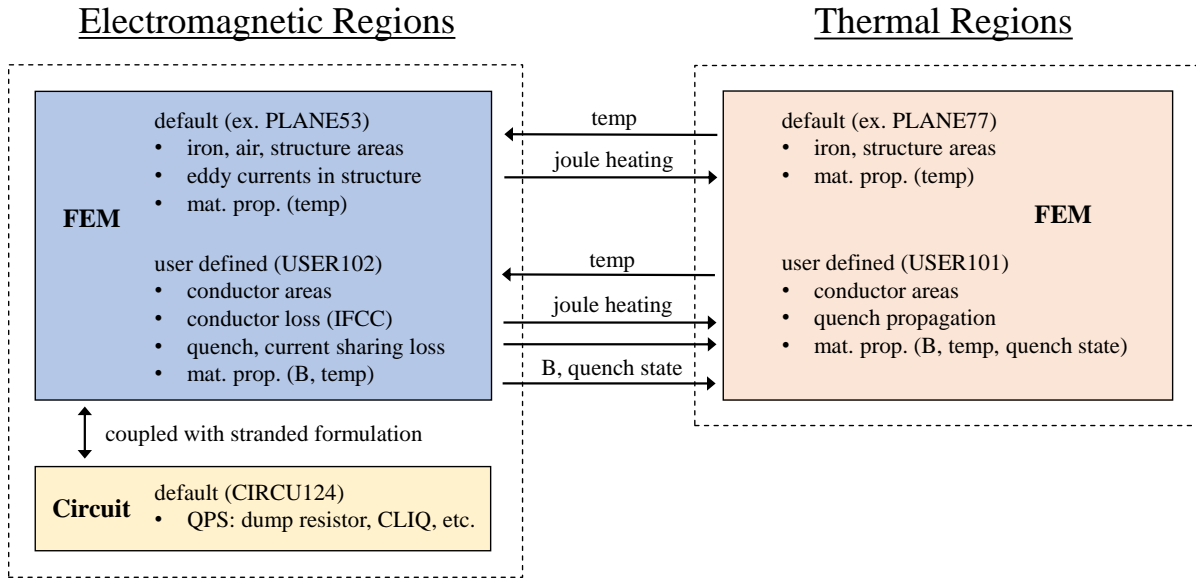 Electromagnetic Regions
Thermal Regions
FEM
default (ex. PLANE53)
• iron, air, structure areas
• eddy currents in structure
• mat. prop. (temp)
user defined (USER102)
• conductor areas
• conductor loss (IFCC)
• quench, current sharing loss
• mat. prop. (B, temp)
temp
joule heating
temp
joule heating
B, quench state
default (ex. PLANE77)
• iron, structure areas
• mat. prop. (temp)
FEM
user defined (USER101)
• conductor areas
• quench propagation
• mat. prop. (B, temp, quench state)
coupled with stranded formulation
Circuit
default (CIRCU124)
• QPS: dump resistor, CLIQ, etc.